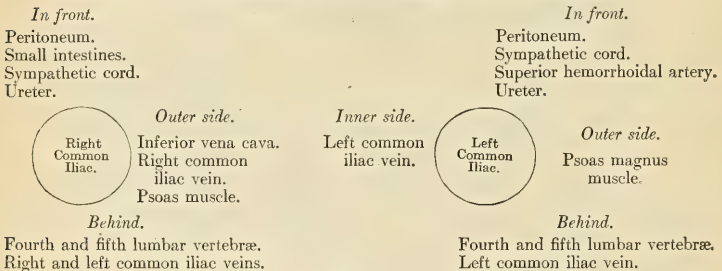 In front.
Peritoneum.
Small intestines.
Sympathetic cord.
Ureter.
Right
Common
Iliac.
Outer side.
Inferior vena cava.
Right common
iliac vein.
Psoas muscle.
Behind.
Fourth and fifth lumbar vertebræ.
Right and left common iliac veins.
In front.
Peritoneum.
Sympathetic cord.
Superior hemorrhoidal artery.
Ureter.
Inner side.
Left common
iliac vein.
Left
Common
Iliac.
Outer side.
Psoas magnus
muscle.
Behind.
Fourth and fifth lumbar vertebræ.
Left common iliac vein.